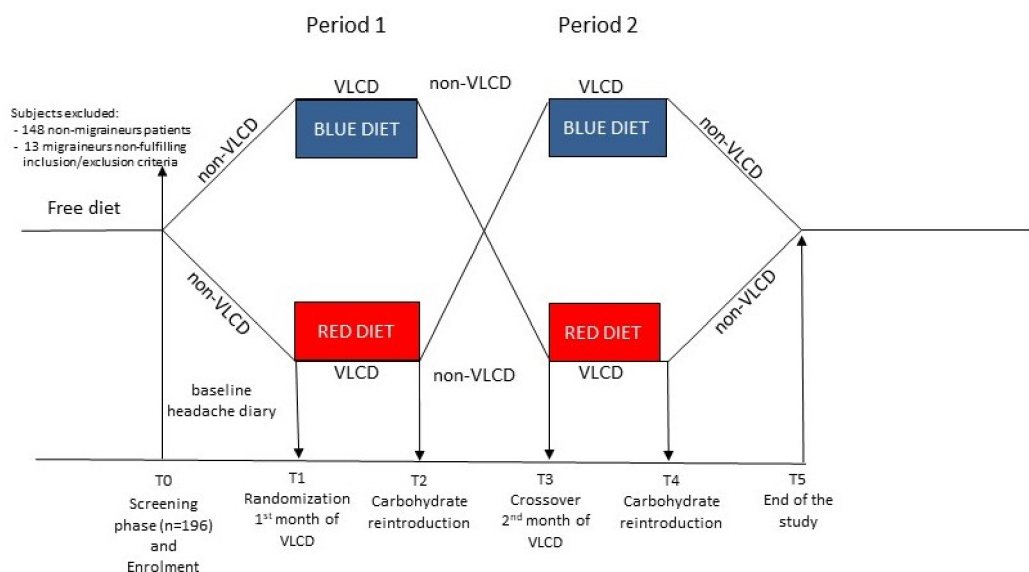 Period 1
Period 2
VLCD
non-VLCD
VLCD
Subjects excluded:
- 148 non-migraineurs patients
- 13 migraineurs non-fulfilling
inclusion/exclusion criteria
BLUE DIET
BLUE DIET
non-VLCD
non-VLCD
Free diet
non-VLCD
non-VLCD
RED DIET
RED DIET
VLCD
non-VLCD
VLCD
baseline
headache diary
T0
Screening
phase (n=196)
and
Enrolment
T1
Randomization
1st month of
VLCD
T2
Carbohydrate
reintroduction
T3
Crossover
2nd month of
VLCD
T4
Carbohydrate
reintroduction
T5
End of the
study